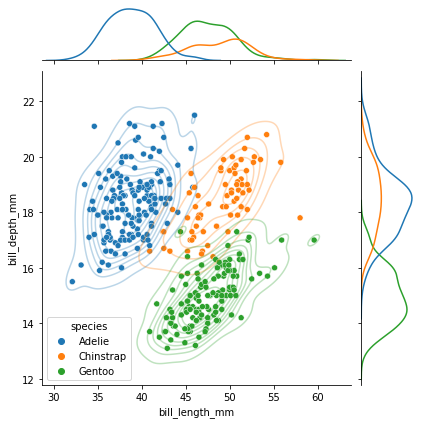 22
20
18
16
14
12
bill_depth_mm
species
Adelie
Chinstrap
Gentoo
30 35 40 45 50 55 60
bill_length_mm